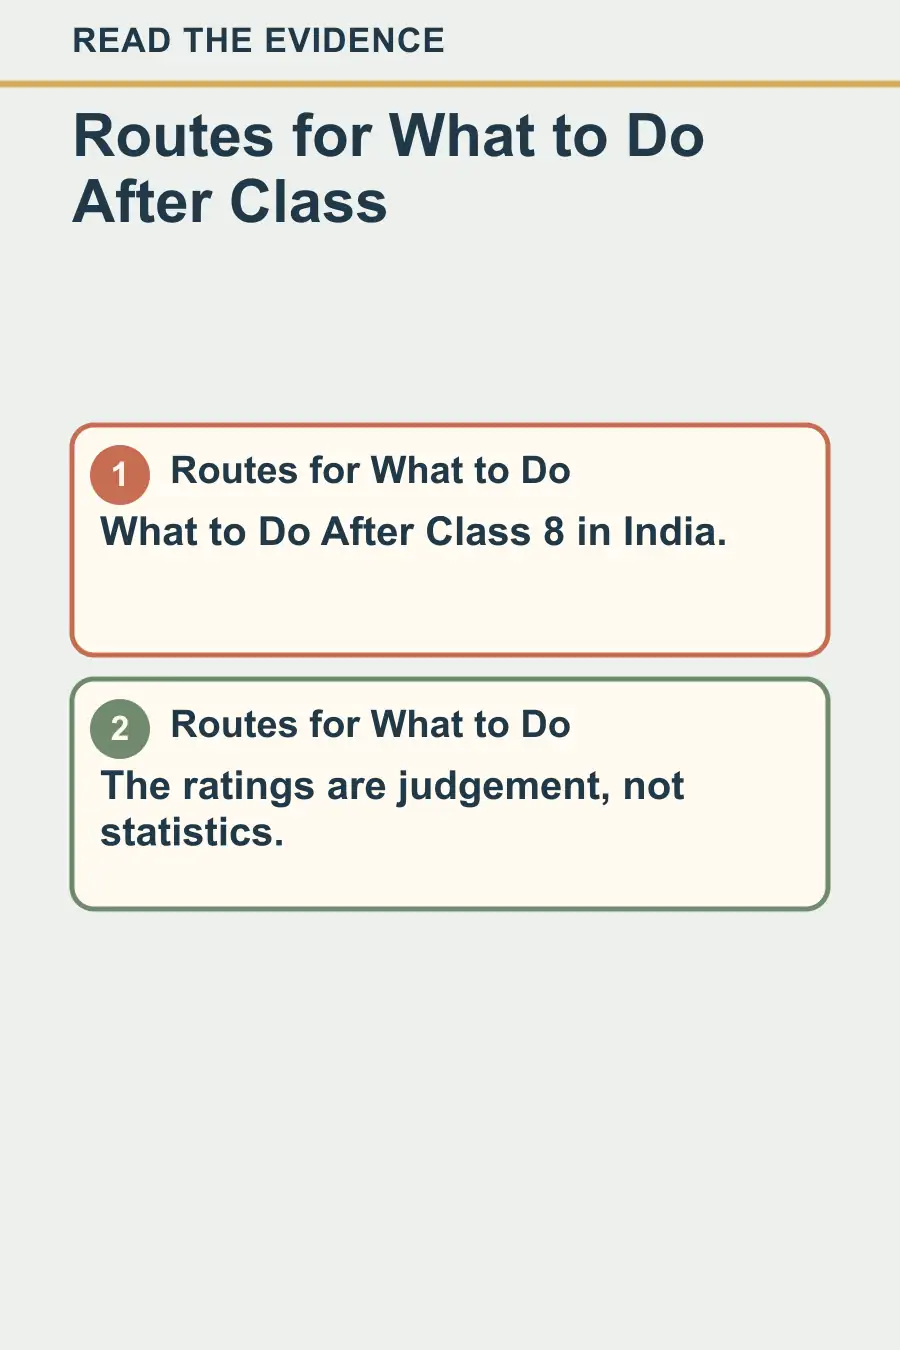 READ THE EVIDENCE
Routes for What to Do
After Class
1 Routes for What to Do
What to Do After Class 8 in India.
2 Routes for What to Do
The ratings are judgement, not
statistics.